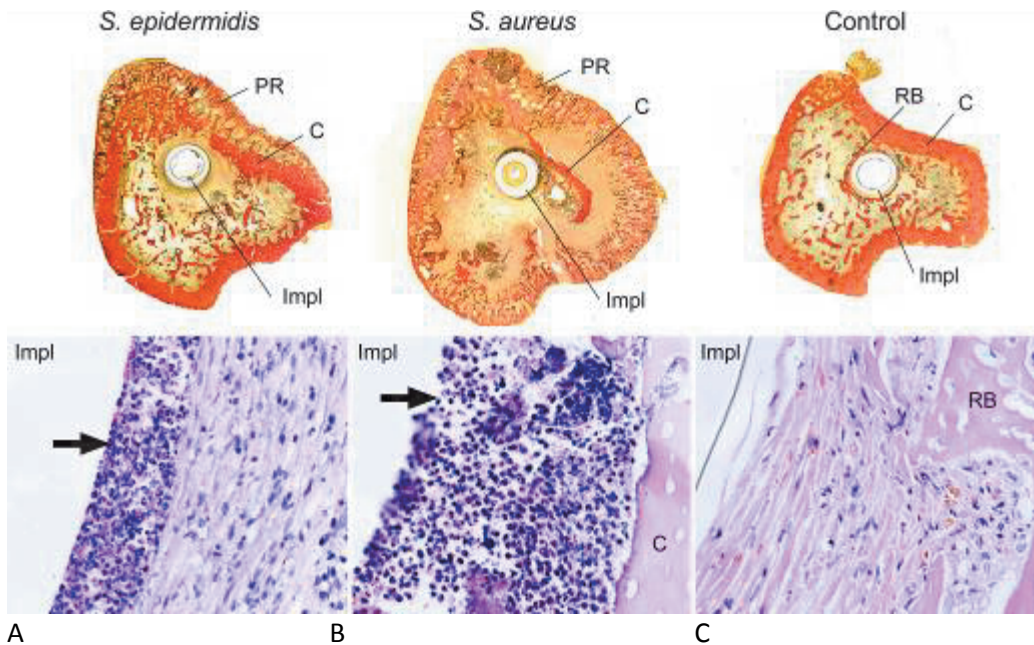 S. epidermidis
S. aureus
Control
PR
C
Impl
PR
C
Impl
RB
C
Impl
Impl
Impl
C
Impl
RB
A
B
C